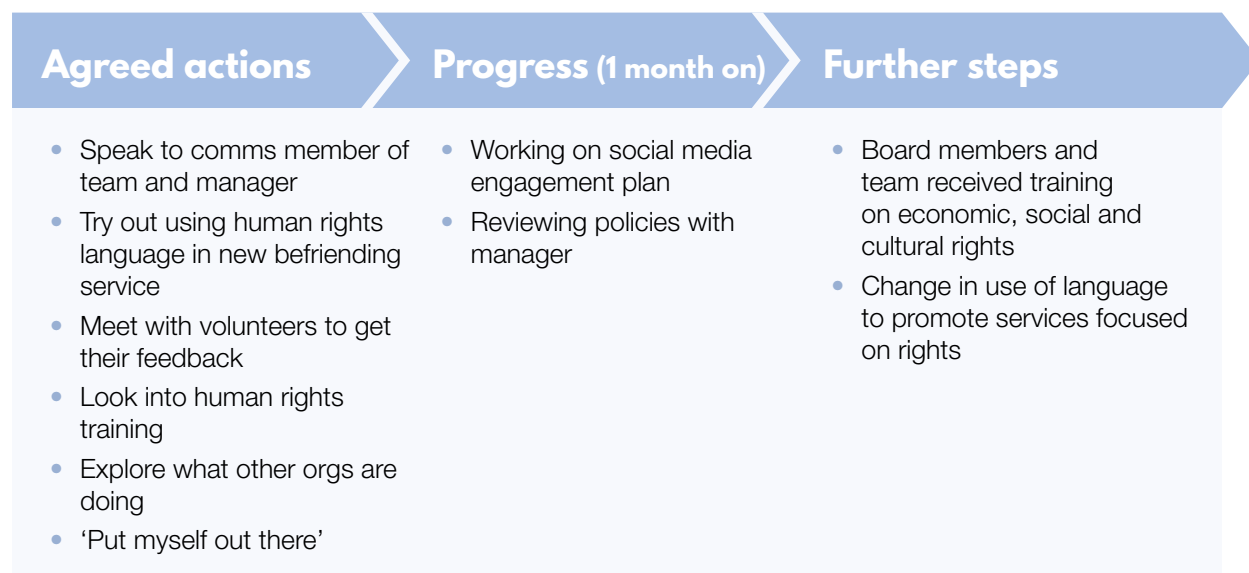 Agreed actions
Speak to comms member of
team and manager
Try out using human rights
language in new befriending
service
Meet with volunteers to get
their feedback
Look into human rights
training
Explore what other orgs are
doing
‘Put myself out there’
Progress (1 month on)
Working on social media
engagement plan
Reviewing policies with
manager
Further steps
Board members and
team received training
on economic, social and
cultural rights
Change in use of language
to promote services focused
on rights